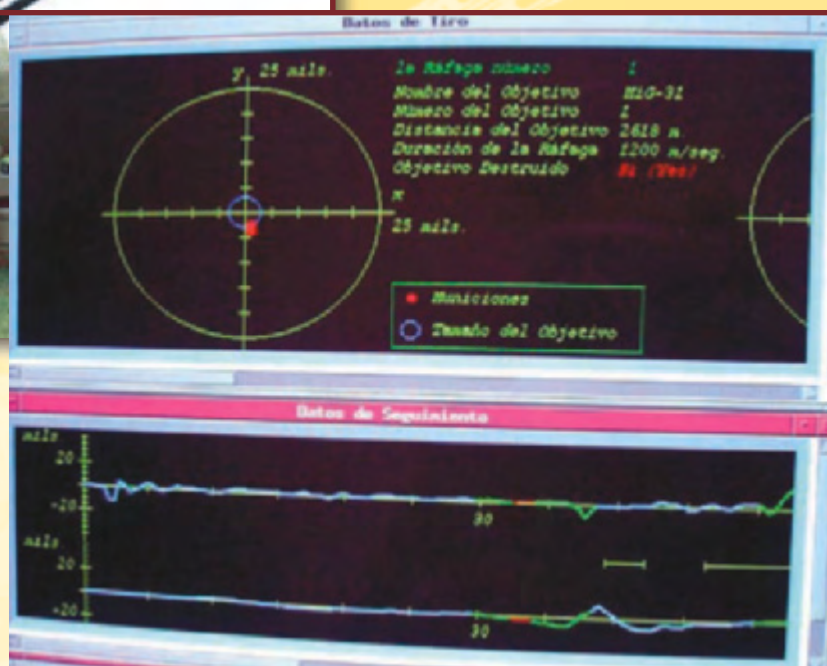 Datos de Tiro
y 25 mils.
la Ráfaga número 1
Nombre del Objetivo MiG-31
Número del Objetivo 1
Distancia del Objetivo 2618 m
Duración de la Ráfaga 1200 m/seg.
Objetivo Destruido Si (Yes)
x
25 mils.
Municiones
Tamaño del Objetivo
Datos de Seguimiento
mils
20
-20
30
mils
20
-20
30